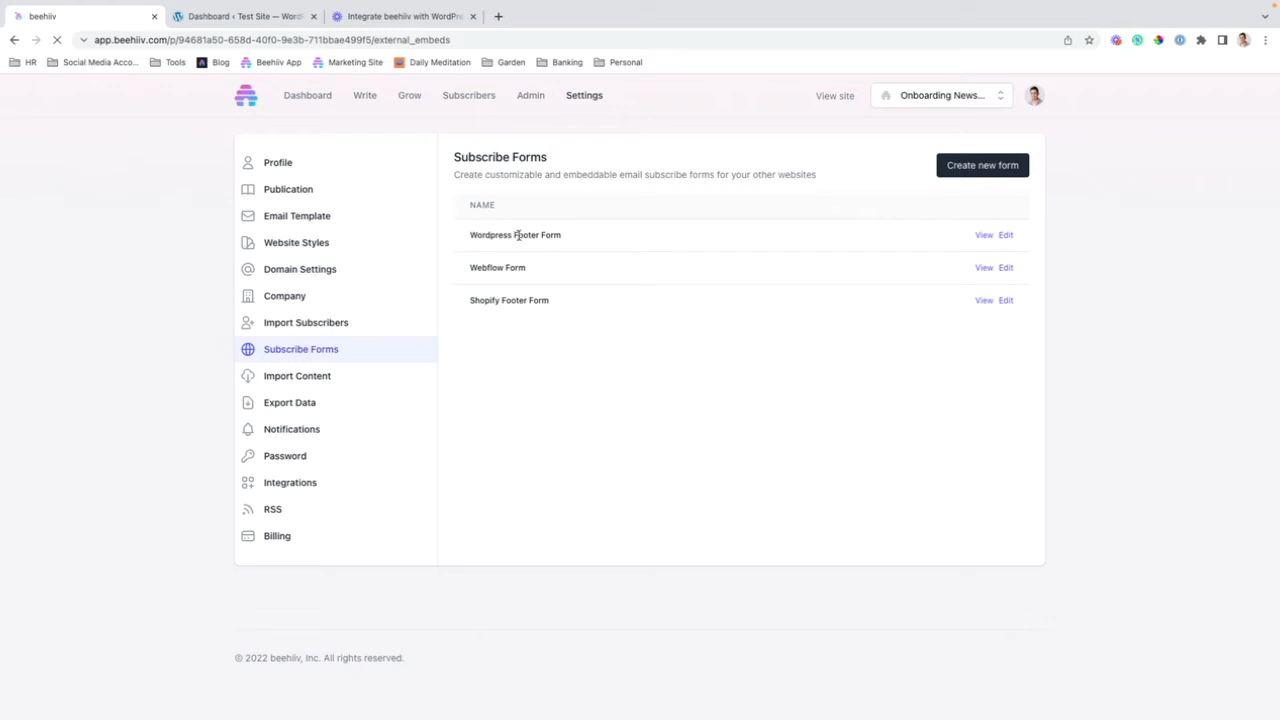 beehiiv
Dashboard ‹ Test Site — Word
Integrate beehiiv with WordPre
app.beehiiv.com/p/94681a50-658d-40f0-9e3b-711bbae499f5/external_embeds
HR
Social Media Acco...
Tools
Blog
Beehiiv App
Marketing Site
Daily Meditation
Garden
Banking
Personal
Dashboard
Write
Grow
Subscribers
Admin
Settings
View site
Onboarding News...
Profile
Publication
Email Template
Website Styles
Domain Settings
Company
Import Subscribers
Subscribe Forms
Import Content
Export Data
Notifications
Password
Integrations
RSS
Billing
Subscribe Forms
Create customizable and embeddable email subscribe forms for your other websites
Create new form
NAME
Wordpress Footer Form View Edit
Webflow Form View Edit
Shopify Footer Form View Edit
© 2022 beehiiv, Inc. All rights reserved.